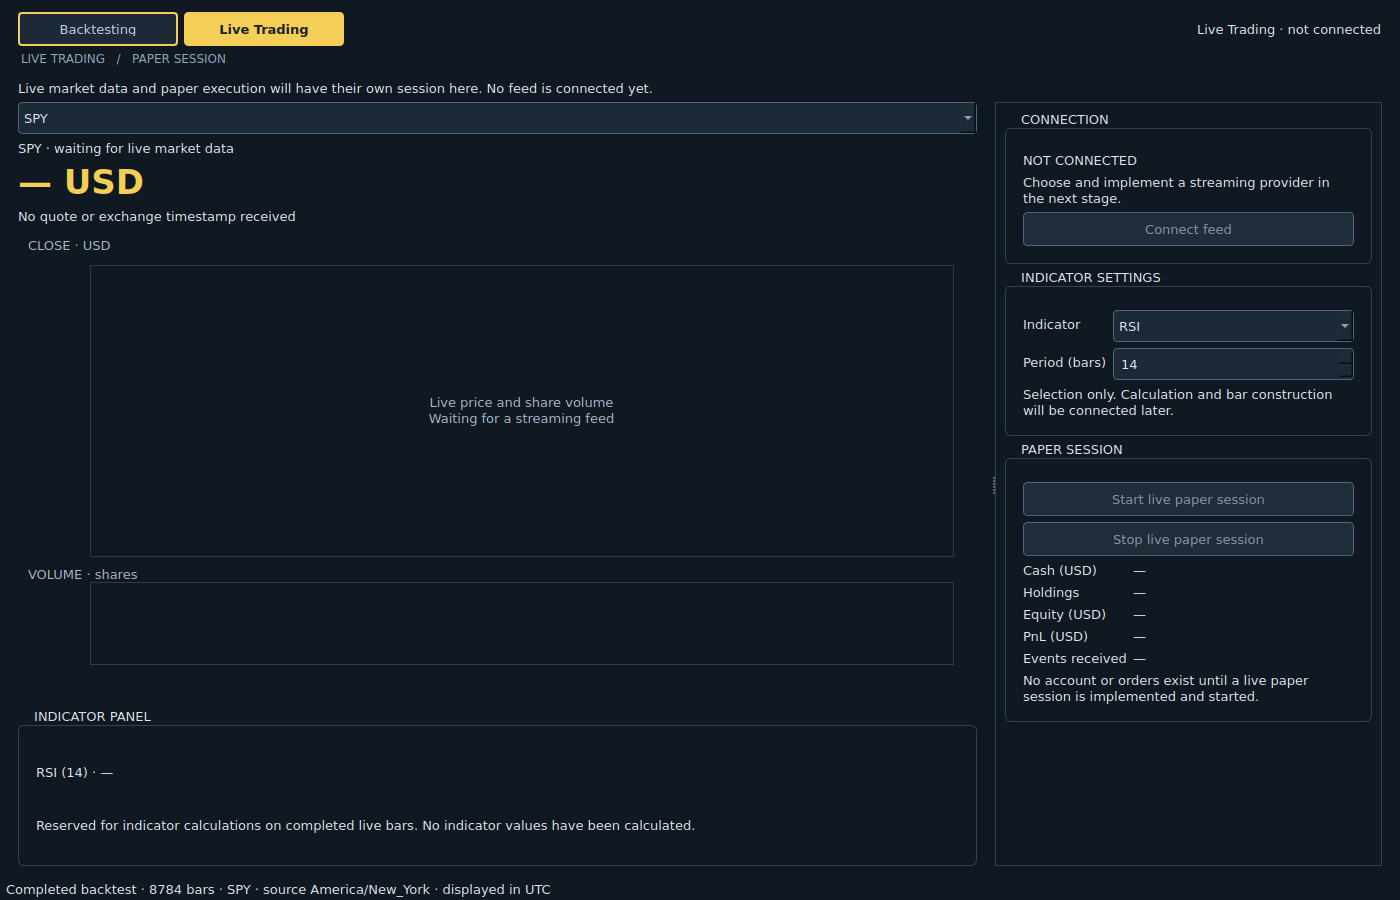 Backtesting
Live Trading
Live Trading · not connected
LIVE TRADING / PAPER SESSION
Live market data and paper execution will have their own session here. No feed is connected yet.
SPY
SPY · waiting for live market data
— USD
No quote or exchange timestamp received
CLOSE · USD
Live price and share volume
Waiting for a streaming feed
VOLUME · shares
INDICATOR PANEL
RSI (14) · —
Reserved for indicator calculations on completed live bars. No indicator values have been calculated.
CONNECTION
NOT CONNECTED
Choose and implement a streaming provider in
the next stage.
Connect feed
INDICATOR SETTINGS
Indicator RSI
Period (bars) 14
Selection only. Calculation and bar construction
will be connected later.
PAPER SESSION
Start live paper session
Stop live paper session
Cash (USD) —
Holdings —
Equity (USD) —
PnL (USD) —
Events received —
No account or orders exist until a live paper
session is implemented and started.
Completed backtest · 8784 bars · SPY · source America/New_York · displayed in UTC